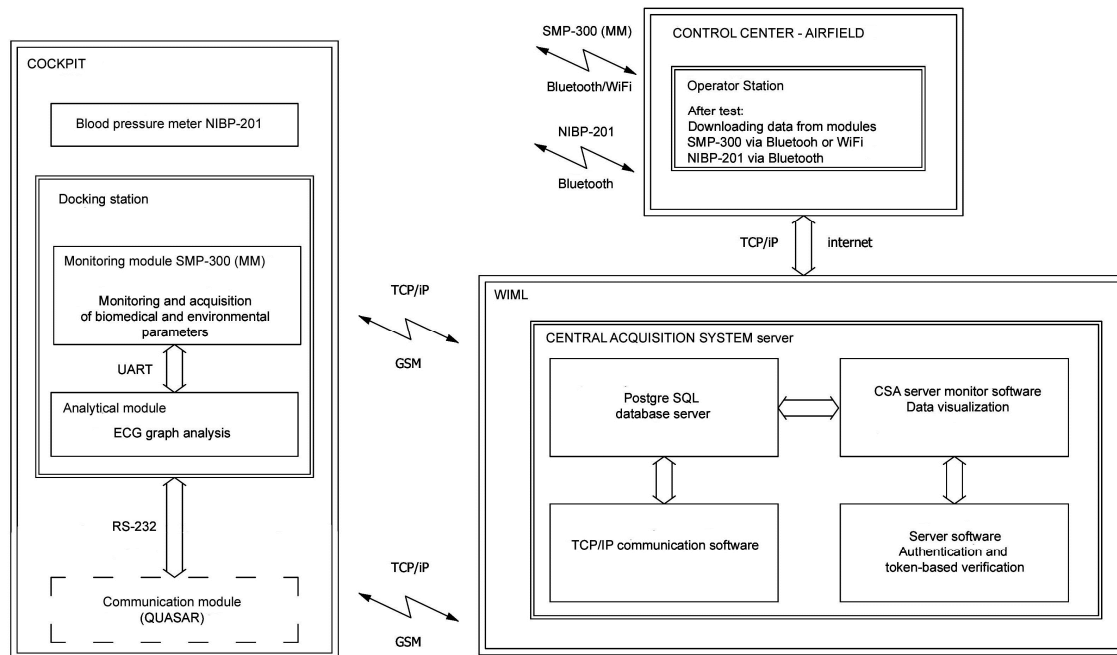 COCKPIT
Blood pressure meter NIBP-201
Docking station
Monitoring module SMP-300 (MM)
Monitoring and acquisition
of biomedical and environmental
parameters
UART
Analytical module
ECG graph analysis
RS-232
Communication module
(QUASAR)
TCP/iP
GSM
TCP/iP
GSM
SMP-300 (MM)
Bluetooth/WiFi
NIBP-201
Bluetooth
CONTROL CENTER - AIRFIELD
Operator Station
After test:
Downloading data from modules
SMP-300 via Bluetooh or WiFi
NIBP-201 via Bluetooth
TCP/iP
internet
WIML
CENTRAL ACQUISITION SYSTEM server
Postgre SQL
database server
CSA server monitor software
Data visualization
TCP/IP communication software
Server software
Authentication and
token-based verification